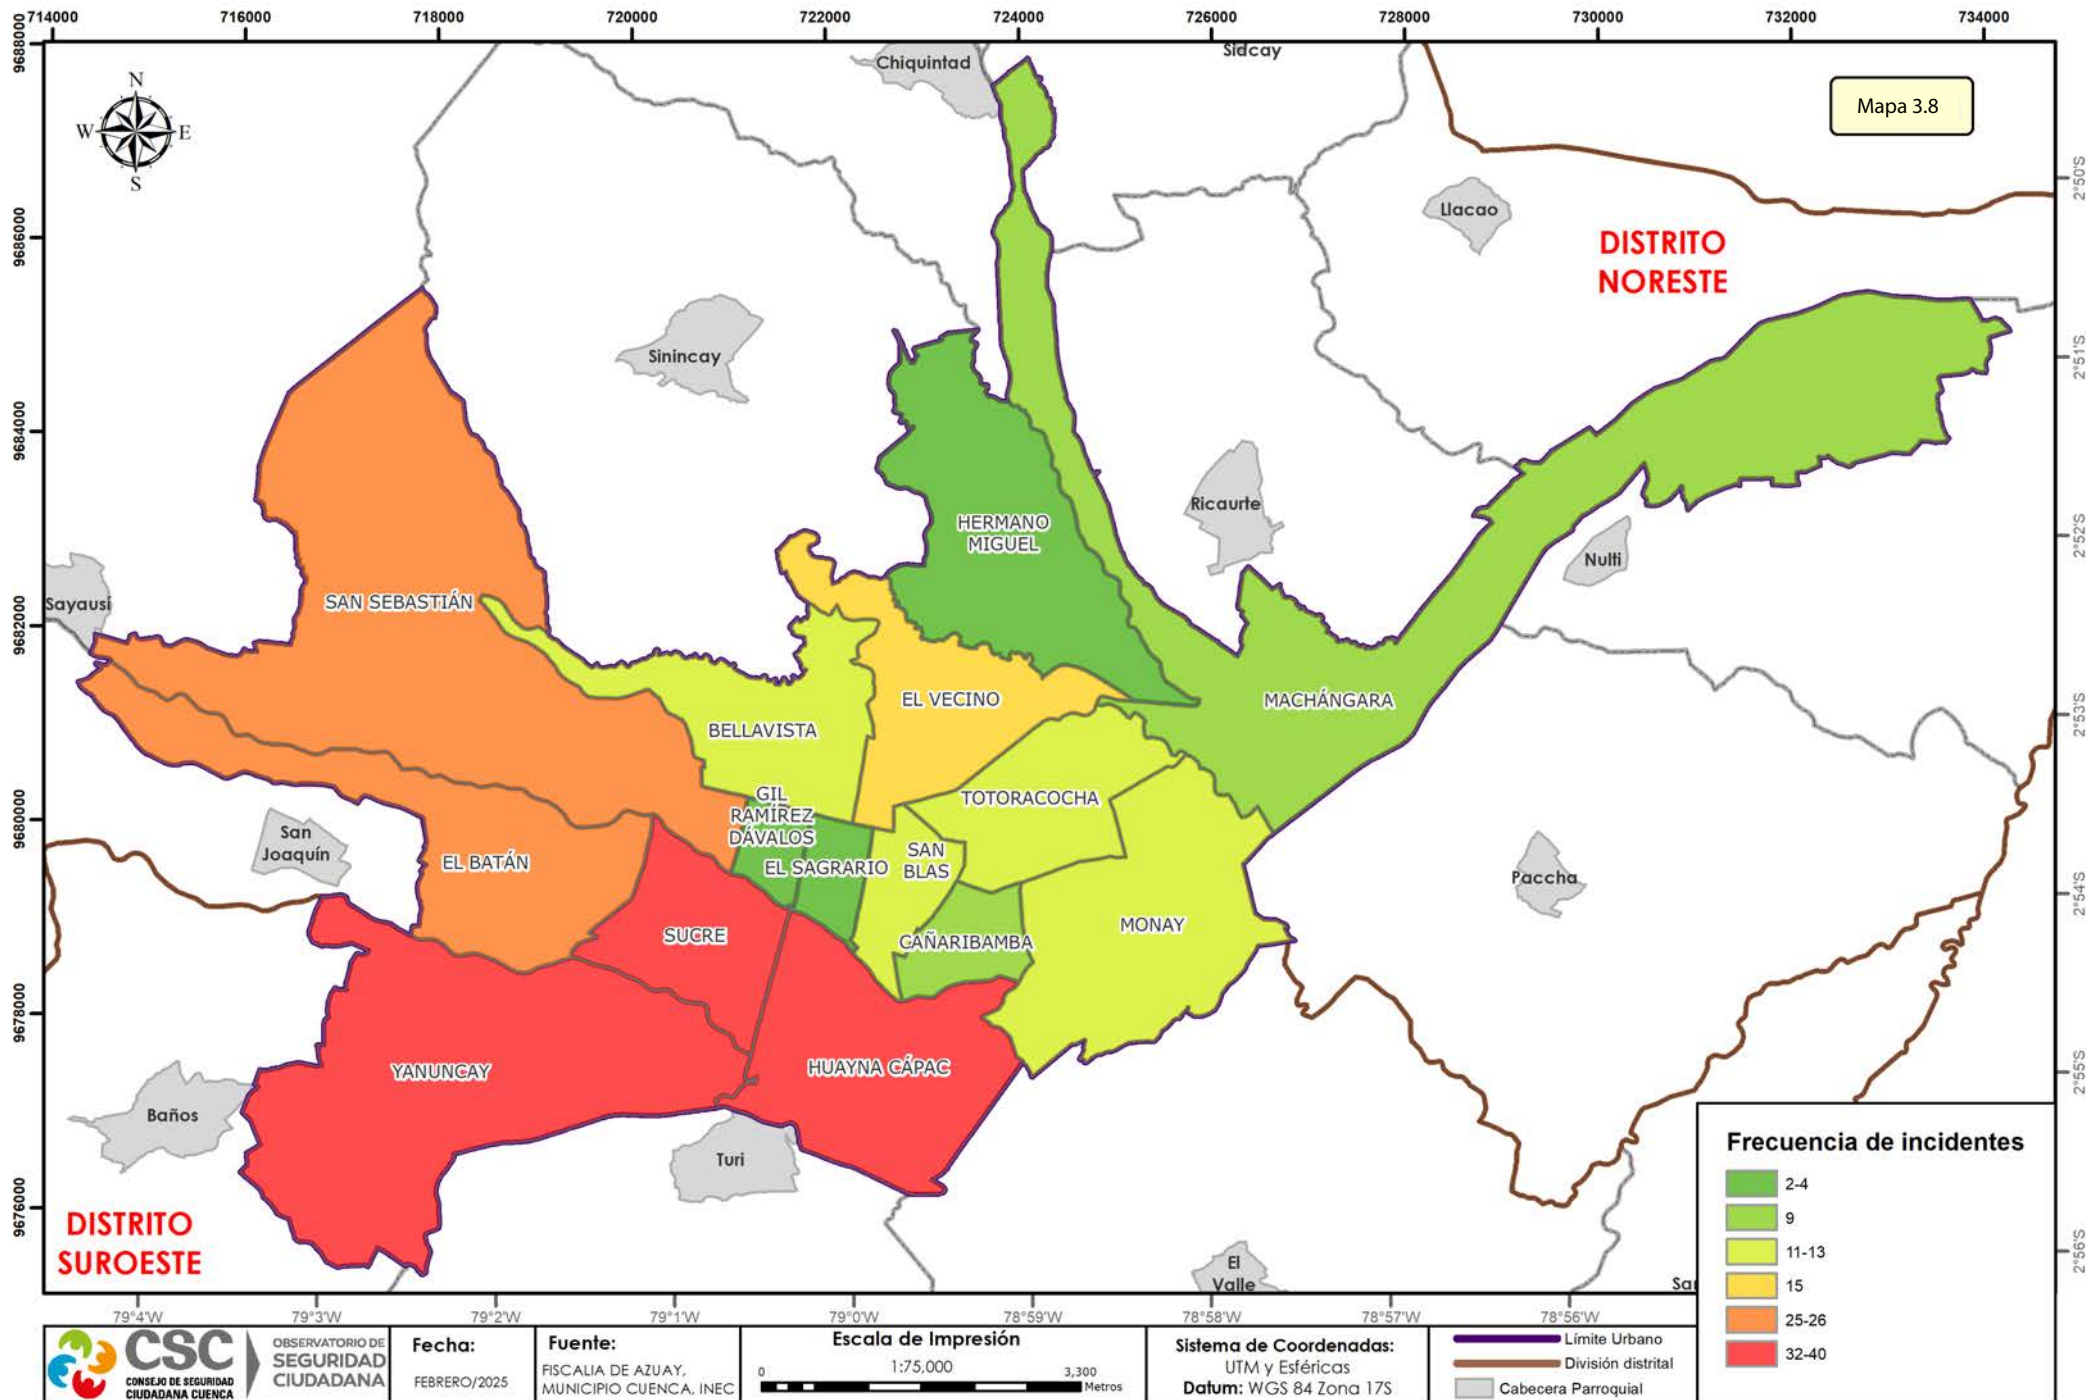 714000 716000 718000 720000 722000 724000 726000 728000 730000 732000 734000
9688000
9686000
9684000
9682000
9680000
9678000
9676000
N
W E
S
Mapa 3.8
Chiquintad
Sidcay
Llacao
DISTRITO
NORESTE
2°50'S
2°51'S
2°52'S
2°53'S
2°54'S
2°55'S
2°56'S
Sinincay
Ricaurte
Nulti
HERMANO
MIGUEL
Sayausí
SAN SEBASTIÁN
EL VECINO
MACHÁNGARA
BELLAVISTA
GIL
RAMÍREZ
DÁVALOS
TOTORACOCHA
San
Joaquín
EL BATÁN
EL SAGRARIO
SAN
BLAS
Paccha
SUCRE
CAÑARIBAMBA
MONAY
YANUNCAY
HUAYNA CÁPAC
Baños
Turi
DISTRITO
SUROESTE
El
Valle
Frecuencia de incidentes
2-4
9
11-13
15
25-26
32-40
79°4'W 79°3'W 79°2'W 79°1'W 79°0'W 78°59'W 78°58'W 78°57'W 78°56'W
CSC
CONSEJO DE SEGURIDAD
CIUDADANA CUENCA
OBSERVATORIO DE
SEGURIDAD
CIUDADANA
Fecha:
FEBRERO/2025
Fuente:
FISCALIA DE AZUAY,
MUNICIPIO CUENCA, INEC
Escala de Impresión
1:75,000
0 3,300
Metros
Sistema de Coordenadas:
UTM y Esféricas
Datum: WGS 84 Zona 17S
Límite Urbano
División distrital
Cabecera Parroquial